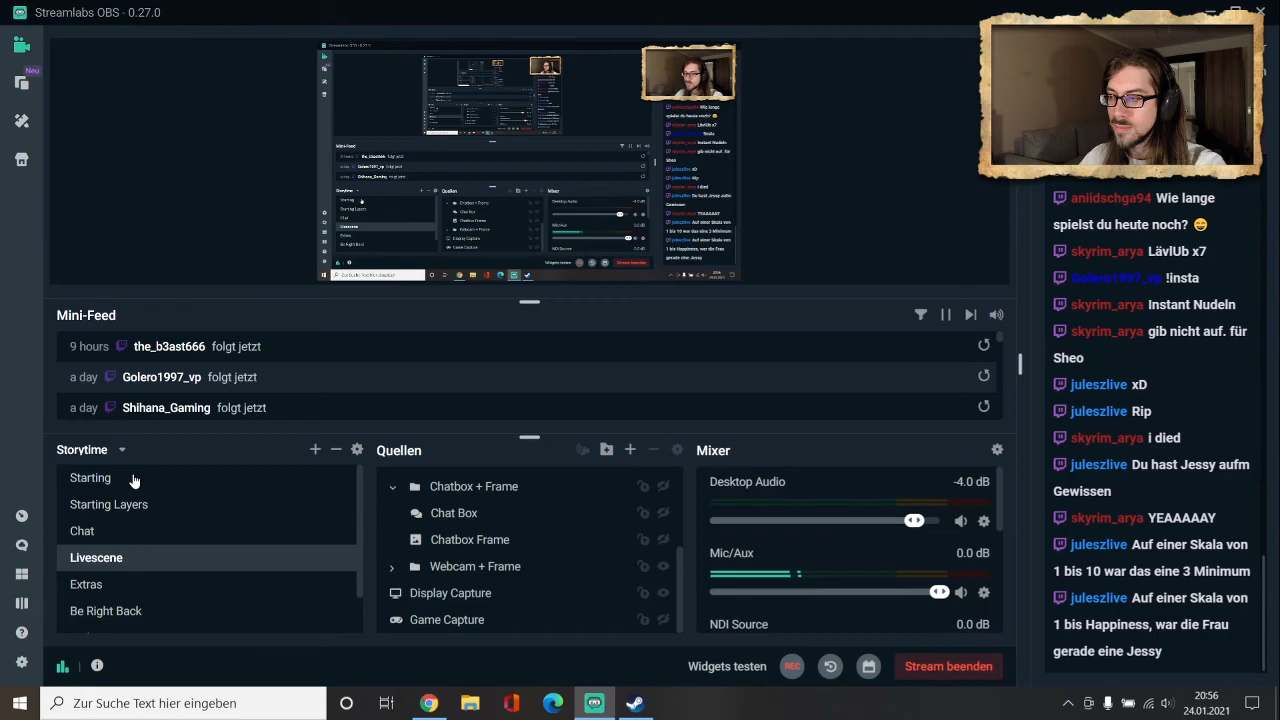 Streamlabs OBS - 0.27.0
Neu
Mini-Feed
9 hours the_b3ast666 folgt jetzt
a day Golero1997_vp folgt jetzt
a day Shihana_Gaming folgt jetzt
Storytime
Starting
Starting Layers
Chat
Livescene
Extras
Be Right Back
Quellen
Chatbox + Frame
Chat Box
Chatbox Frame
Webcam + Frame
Display Capture
Game Capture
Mixer
Desktop Audio -4.0 dB
Mic/Aux 0.0 dB
NDI Source 0.0 dB
Widgets testen
REC
Stream beenden
aniidschga94 Wie lange
spielst du heute noch? 😄
skyrim_arya LävlUb x7
Golero1997_vp !insta
skyrim_arya Instant Nudeln
skyrim_arya gib nicht auf. für
Sheo
juleszlive xD
juleszlive Rip
skyrim_arya i died
juleszlive Du hast Jessy aufm
Gewissen
skyrim_arya YEAAAAAY
juleszlive Auf einer Skala von
1 bis 10 war das eine 3 Minimum
juleszlive Auf einer Skala von
1 bis Happiness, war die Frau
gerade eine Jessy
Zur Suche Text hier eingeben
20:56
24.01.2021